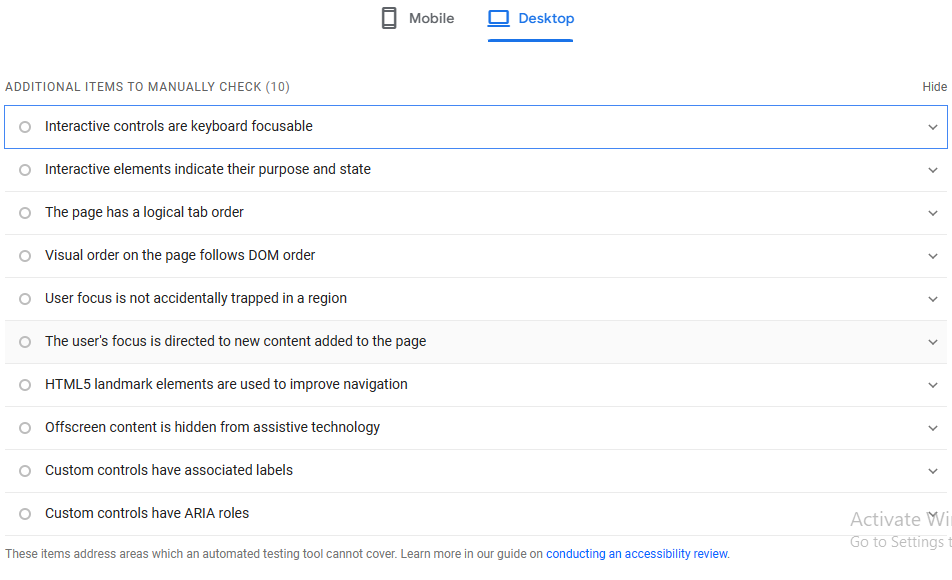 Mobile
Desktop
ADDITIONAL ITEMS TO MANUALLY CHECK (10)
Hide
Interactive controls are keyboard focusable
Interactive elements indicate their purpose and state
The page has a logical tab order
Visual order on the page follows DOM order
User focus is not accidentally trapped in a region
The user's focus is directed to new content added to the page
HTML5 landmark elements are used to improve navigation
Offscreen content is hidden from assistive technology
Custom controls have associated labels
Custom controls have ARIA roles
Activate Wi
Go to Settings t
These items address areas which an automated testing tool cannot cover. Learn more in our guide on conducting an accessibility review.